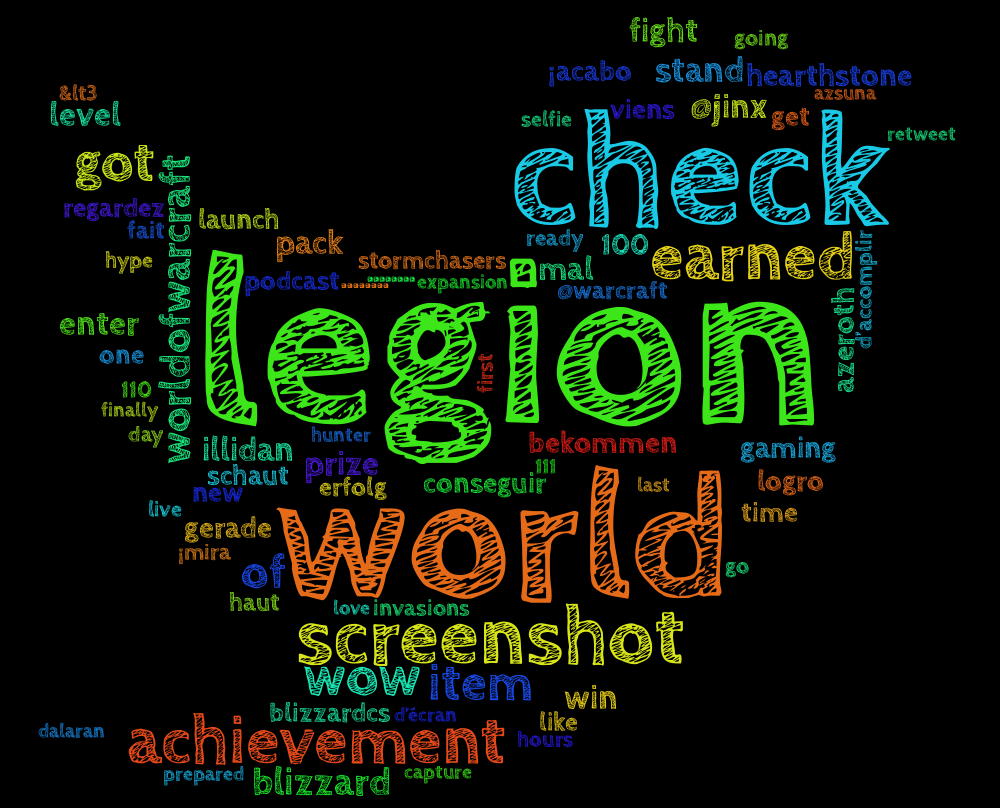 fight
going
¡acabo
stand
hearthstone
&lt3
level
viens
@jinx
get
azsuna
selfie
retweet
check
got
worldofwarcraft
regardez
fait
launch
hype
pack
ready
100
earned
d'accomplir
podcast
..........
..........
stormchasers
expansion
mal
@warcraft
azeroth
legion
enter
one
110
finally
day
first
illidan
hunter
bekommen
gaming
schaut
prize
111
new
erfolg
conseguir
last
logro
live
time
gerade
¡mira
world
of
go
haut
love
invasions
screenshot
wow
item
win
blizzardcs
d'écran
like
dalaran
achievement
hours
prepared
blizzard
capture